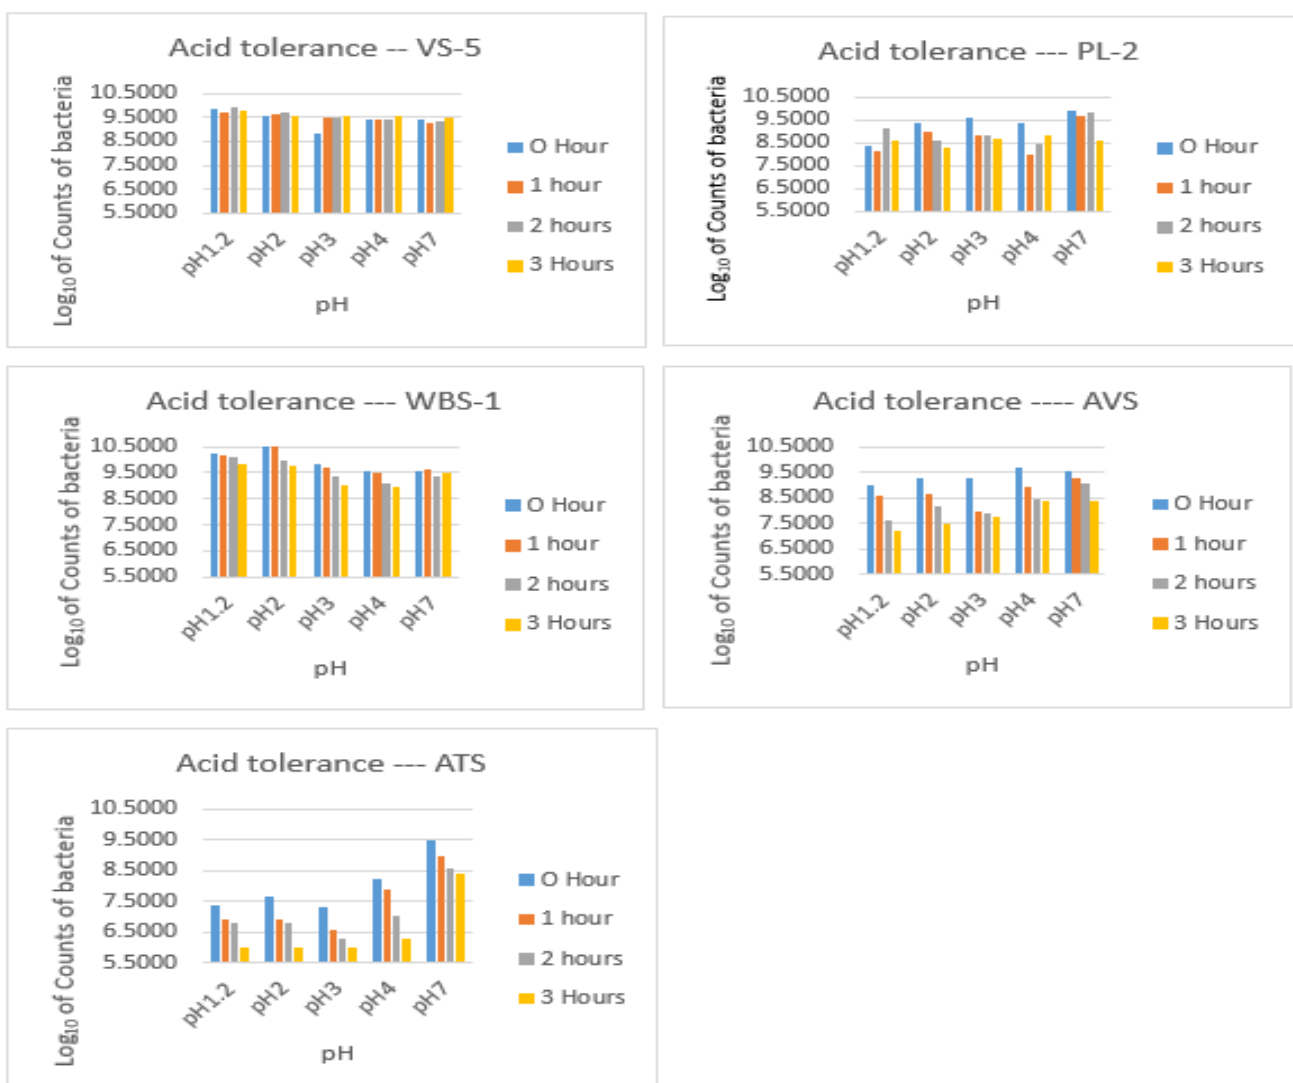 Acid tolerance -- VS-5
Log₁₀ of Counts of bacteria
10.5000
9.5000
8.5000
7.5000
6.5000
5.5000
pH1.2
pH2
pH3
pH4
pH7
pH
O Hour
1 hour
2 hours
3 Hours
Acid tolerance --- PL-2
Log₁₀ of Counts of bacteria
10.5000
9.5000
8.5000
7.5000
6.5000
5.5000
pH1.2
pH2
pH3
pH4
pH7
pH
O Hour
1 hour
2 hours
3 Hours
Acid tolerance --- WBS-1
Log₁₀ of Counts of bacteria
10.5000
9.5000
8.5000
7.5000
6.5000
5.5000
pH1.2
pH2
pH3
pH4
pH7
pH
O Hour
1 hour
2 hours
3 Hours
Acid tolerance ---- AVS
Log₁₀ of Counts of bacteria
10.5000
9.5000
8.5000
7.5000
6.5000
5.5000
pH1.2
pH2
pH3
pH4
pH7
pH
O Hour
1 hour
2 hours
3 Hours
Acid tolerance --- ATS
Log₁₀ of Counts of bacteria
10.5000
9.5000
8.5000
7.5000
6.5000
5.5000
pH1.2
pH2
pH3
pH4
pH7
pH
O Hour
1 hour
2 hours
3 Hours